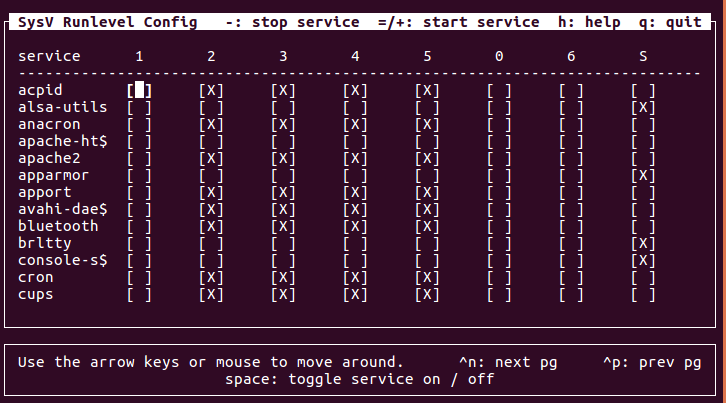 SysV Runlevel Config   -: stop service  =/+: start service  h: help  q: quit
service      1       2       3       4       5       0       6       S
----------------------------------------------------------------------------
acpid       [ ]     [X]     [X]     [X]     [X]     [ ]     [ ]     [ ]
alsa-utils  [ ]     [ ]     [ ]     [ ]     [ ]     [ ]     [ ]     [X]
anacron     [ ]     [X]     [X]     [X]     [X]     [ ]     [ ]     [ ]
apache-ht$  [ ]     [ ]     [ ]     [ ]     [ ]     [ ]     [ ]     [ ]
apache2     [ ]     [X]     [X]     [X]     [X]     [ ]     [ ]     [ ]
apparmor    [ ]     [ ]     [ ]     [ ]     [ ]     [ ]     [ ]     [X]
apport      [ ]     [X]     [X]     [X]     [X]     [ ]     [ ]     [ ]
avahi-dae$  [ ]     [X]     [X]     [X]     [X]     [ ]     [ ]     [ ]
bluetooth   [ ]     [X]     [X]     [X]     [X]     [ ]     [ ]     [ ]
brltty      [ ]     [ ]     [ ]     [ ]     [ ]     [ ]     [ ]     [X]
console-s$  [ ]     [ ]     [ ]     [ ]     [ ]     [ ]     [ ]     [X]
cron        [ ]     [X]     [X]     [X]     [X]     [ ]     [ ]     [ ]
cups        [ ]     [X]     [X]     [X]     [X]     [ ]     [ ]     [ ]
Use the arrow keys or mouse to move around.      ^n: next pg     ^p: prev pg
space: toggle service on / off